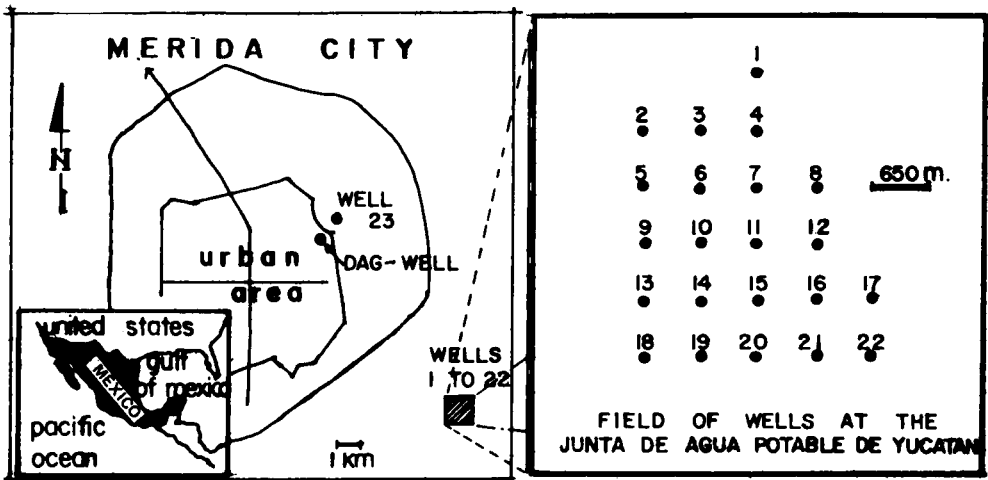 MERIDA CITY
N
WELL
23
DAG-WELL
urban
area
united states
gulf
of mexico
MEXICO
pacific
ocean
WELLS
1 TO 22
1 KM
1
2 3 4
5 6 7 8
650 m.
9 10 11 12
13 14 15 16 17
18 19 20 21 22
FIELD OF WELLS AT THE
JUNTA DE AGUA POTABLE DE YUCATAN